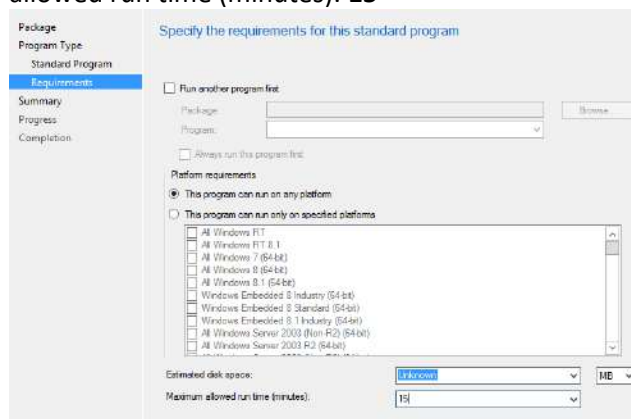 allowed run time (minutes): 15
Package
Program Type
Standard Program
Requirements
Summary
Progress
Completion
Specify the requirements for this standard program
Run another program first
Package:
Browse
Program:
Always run this program first
Platform requirements
This program can run on any platform
This program can run only on specified platforms
All Windows RT
All Windows RT 8.1
All Windows 7 (64-bit)
All Windows 8 (64-bit)
All Windows 8.1 (64-bit)
Windows Embedded 8 Industry (64-bit)
Windows Embedded 8 Standard (64-bit)
Windows Embedded 8.1 Industry (64-bit)
All Windows Server 2003 (Non-R2) (64-bit)
All Windows Server 2003 R2 (64-bit)
Estimated disk space: Unknown MB
Maximum allowed run time (minutes): 15